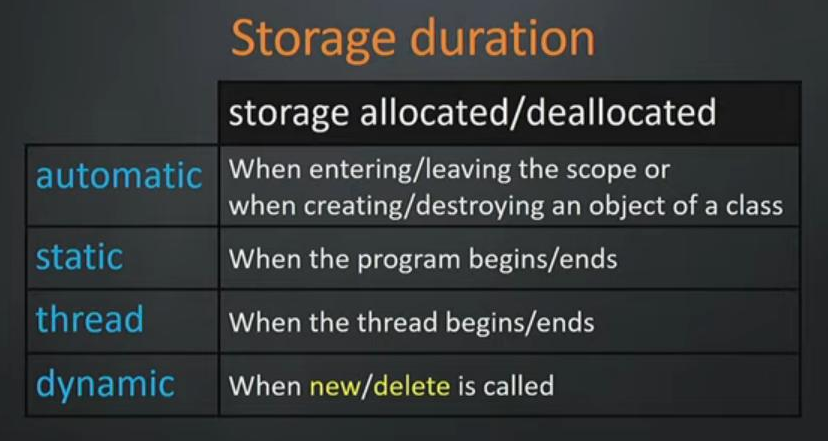 Storage duration
storage allocated/deallocated
automatic
When entering/leaving the scope or
when creating/destroying an object of a class
static
When the program begins/ends
thread
When the thread begins/ends
dynamic
When new/delete is called